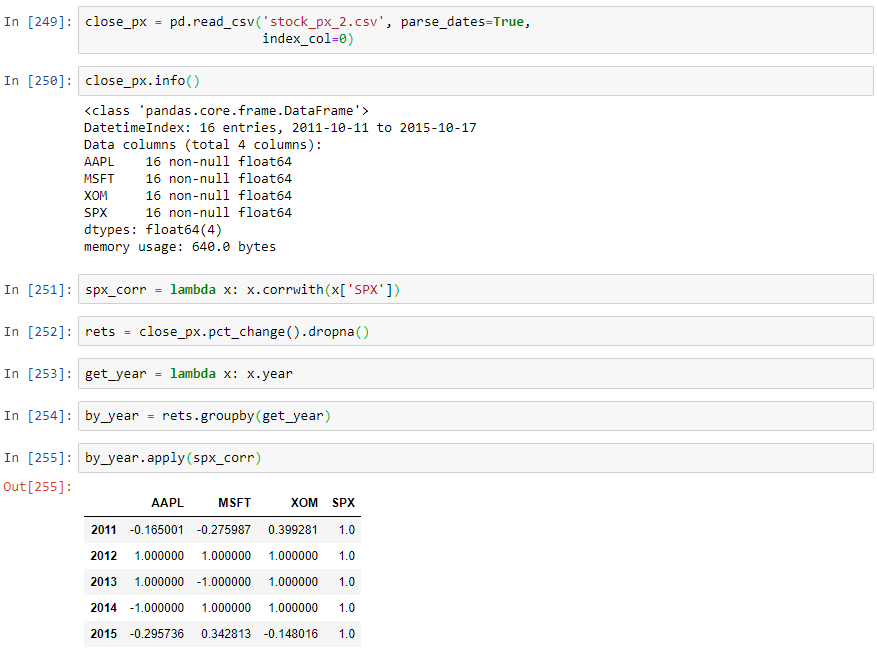 In [249]: close_px = pd.read_csv('stock_px_2.csv', parse_dates=True,
index_col=0)
In [250]: close_px.info()
<class 'pandas.core.frame.DataFrame'>
DatetimeIndex: 16 entries, 2011-10-11 to 2015-10-17
Data columns (total 4 columns):
AAPL    16 non-null float64
MSFT    16 non-null float64
XOM     16 non-null float64
SPX     16 non-null float64
dtypes: float64(4)
memory usage: 640.0 bytes
In [251]: spx_corr = lambda x: x.corrwith(x['SPX'])
In [252]: rets = close_px.pct_change().dropna()
In [253]: get_year = lambda x: x.year
In [254]: by_year = rets.groupby(get_year)
In [255]: by_year.apply(spx_corr)
Out[255]:
AAPL MSFT XOM SPX
2011 -0.165001 -0.275987 0.399281 1.0
2012 1.000000 1.000000 1.000000 1.0
2013 1.000000 -1.000000 1.000000 1.0
2014 -1.000000 1.000000 1.000000 1.0
2015 -0.295736 0.342813 -0.148016 1.0